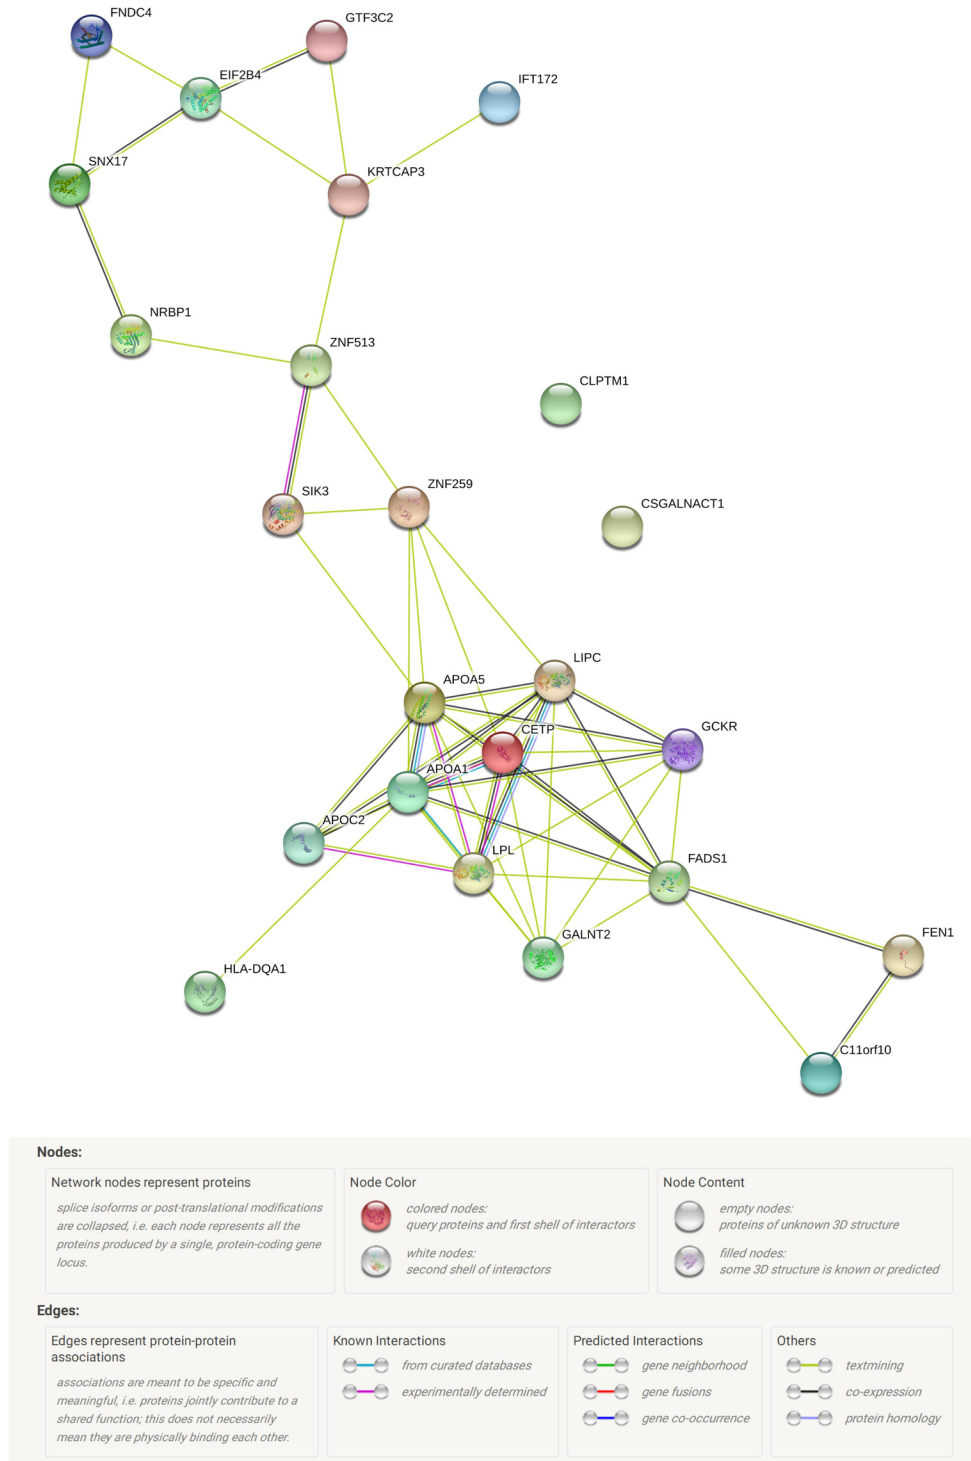 FNDC4
GTF3C2
EIF2B4
IFT172
SNX17
KRTCAP3
NRBP1
ZNF513
CLPTM1
SIK3
ZNF259
CSGALNACT1
LIPC
APOA5
CETP
GCKR
APOA1
APOC2
LPL
FADS1
GALNT2
FEN1
HLA-DQA1
C11orf10
Nodes:
Network nodes represent proteins
splice isoforms or post-translational modifications
are collapsed, i.e. each node represents all the
proteins produced by a single, protein-coding gene
locus.
Node Color
colored nodes:
query proteins and first shell of interactors
white nodes:
second shell of interactors
Node Content
empty nodes:
proteins of unknown 3D structure
filled nodes:
some 3D structure is known or predicted
Edges:
Edges represent protein-protein
associations
associations are meant to be specific and
meaningful, i.e. proteins jointly contribute to a
shared function; this does not necessarily
mean they are physically binding each other.
Known Interactions
from curated databases
experimentally determined
Predicted Interactions
gene neighborhood
gene fusions
gene co-occurrence
Others
textmining
co-expression
protein homology